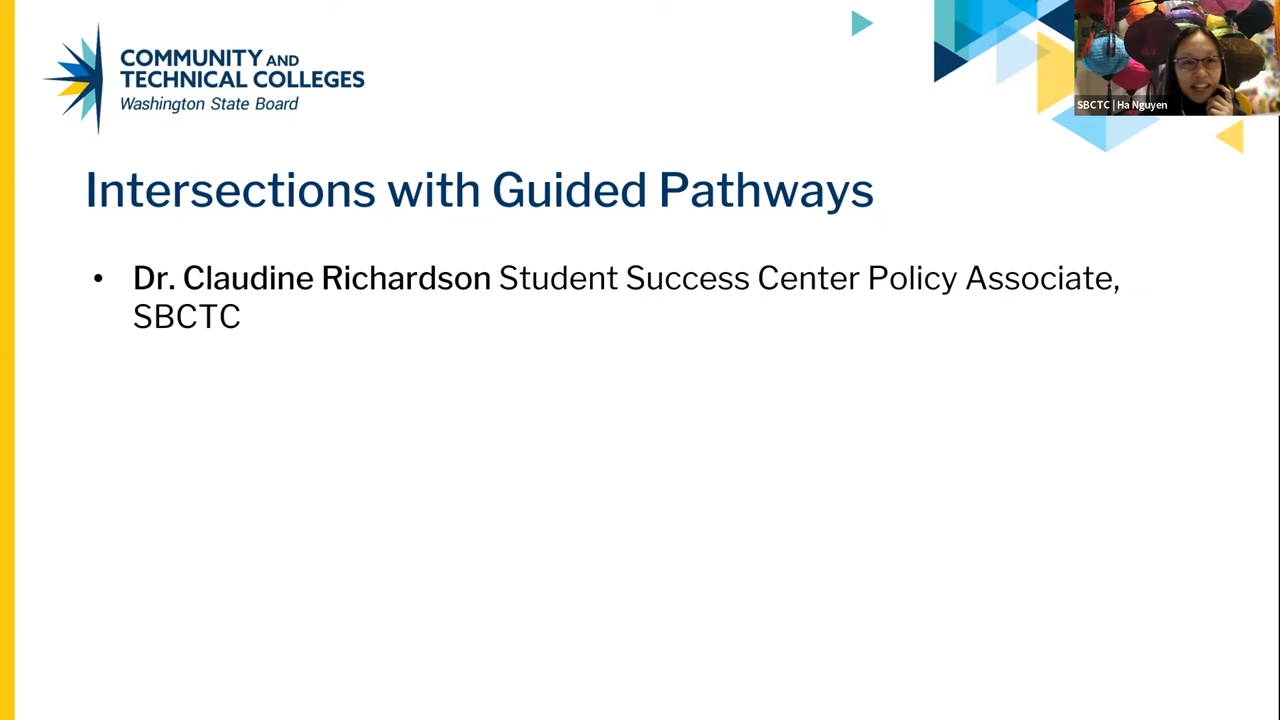 COMMUNITY AND
TECHNICAL COLLEGES
Washington State Board
SBCTC | Ha Nguyen
Intersections with Guided Pathways
• Dr. Claudine Richardson Student Success Center Policy Associate,
SBCTC